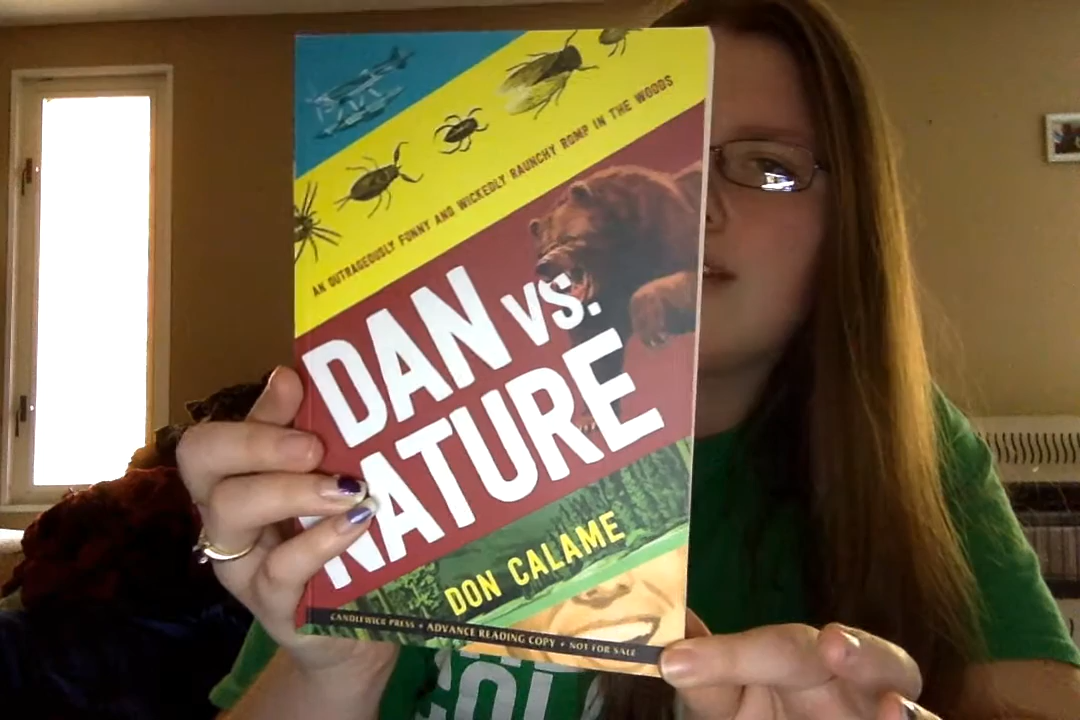 AN OUTRAGEOUSLY FUNNY AND WICKEDLY RAUNCHY ROMP IN THE WOODS
DAN VS.
NATURE
DON CALAME
CANDLEWICK PRESS • ADVANCE READING COPY • NOT FOR SALE